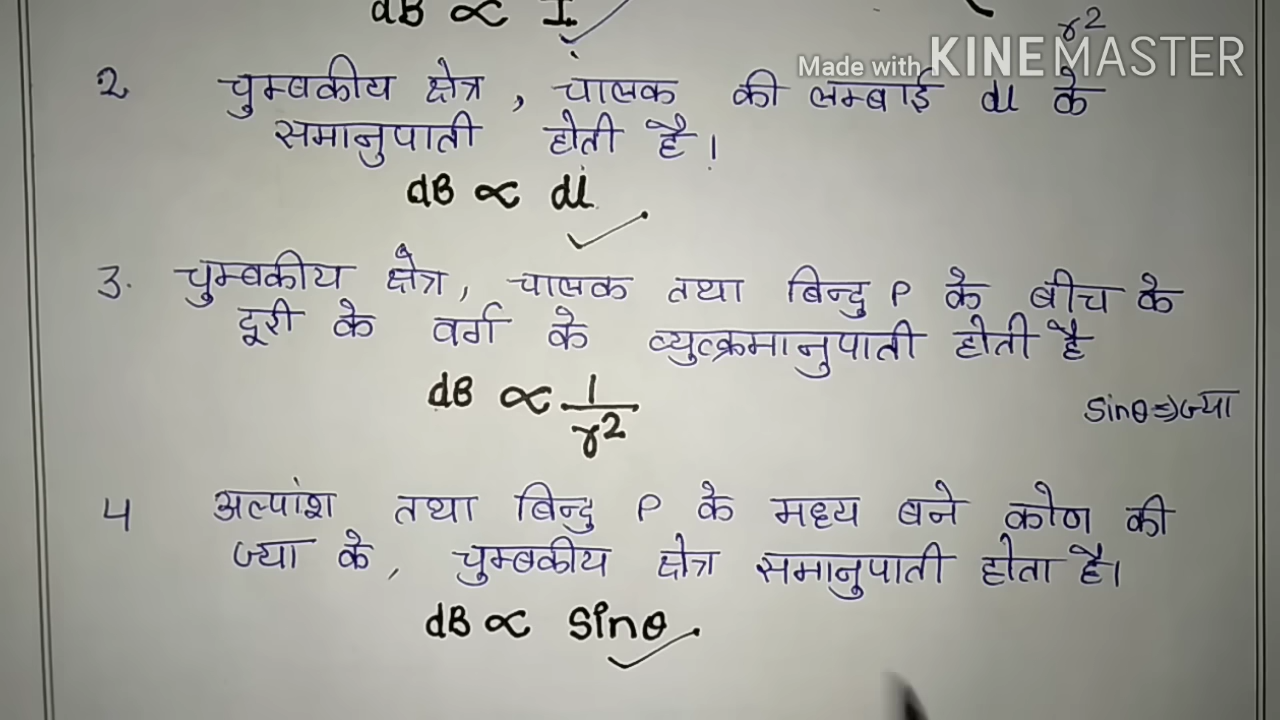 dB ∝ I
r2
Made with KINEMASTER
2 चुम्बकीय क्षेत्र , चालक की लम्बाई dl के
समानुपाती होती है।
dB ∝ dl
3. चुम्बकीय क्षेत्र, चालक तथा बिन्दु P के बीच के
दूरी के वर्ग के व्युत्क्रमानुपाती होती है
dB ∝ 1/r2
sinθ⇒ज्या
4 अल्पांश तथा बिन्दु P के मध्य बने कोण की
ज्या के, चुम्बकीय क्षेत्र समानुपाती होता है।
dB ∝ sinθ